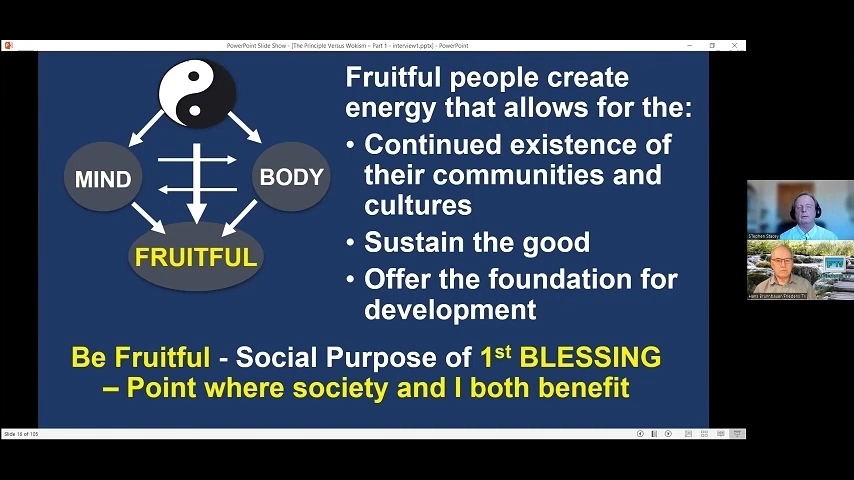 PowerPoint Slide Show - [The Principle Versus Wokism - Part 1 - interview1.pptx] - PowerPoint
Fruitful people create
energy that allows for the:
• Continued existence of
their communities and
cultures
• Sustain the good
• Offer the foundation for
development
MIND
BODY
FRUITFUL
Be Fruitful - Social Purpose of 1st BLESSING
– Point where society and I both benefit
Stephen Stacey
Slide 16 of 105